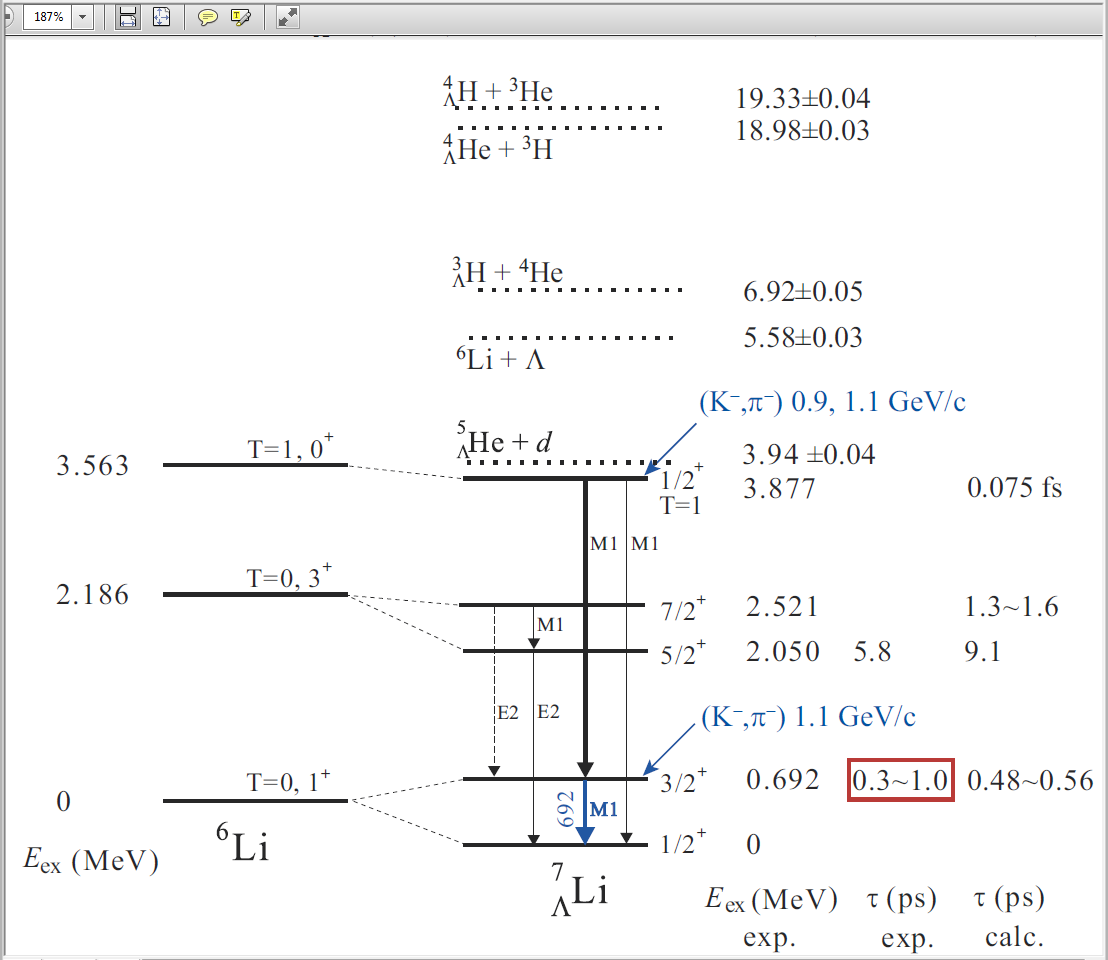 187%
⁴ΛH + ³He
19.33±0.04
18.98±0.03
⁴ΛHe + ³H
³ΛH + ⁴He
6.92±0.05
5.58±0.03
⁶Li + Λ
(K⁻,π⁻) 0.9, 1.1 GeV/c
⁵ΛHe + d
3.94 ±0.04
3.563
T=1, 0⁺
1/2⁺
T=1
3.877
0.075 fs
M1
M1
2.186
T=0, 3⁺
7/2⁺
2.521
1.3~1.6
M1
5/2⁺
2.050
5.8
9.1
E2
E2
(K⁻,π⁻) 1.1 GeV/c
0
T=0, 1⁺
3/2⁺
0.692
0.3~1.0
0.48~0.56
692
M1
1/2⁺
0
Eex (MeV)
⁶Li
⁷ΛLi
Eex (MeV)
exp.
τ (ps)
exp.
τ (ps)
calc.